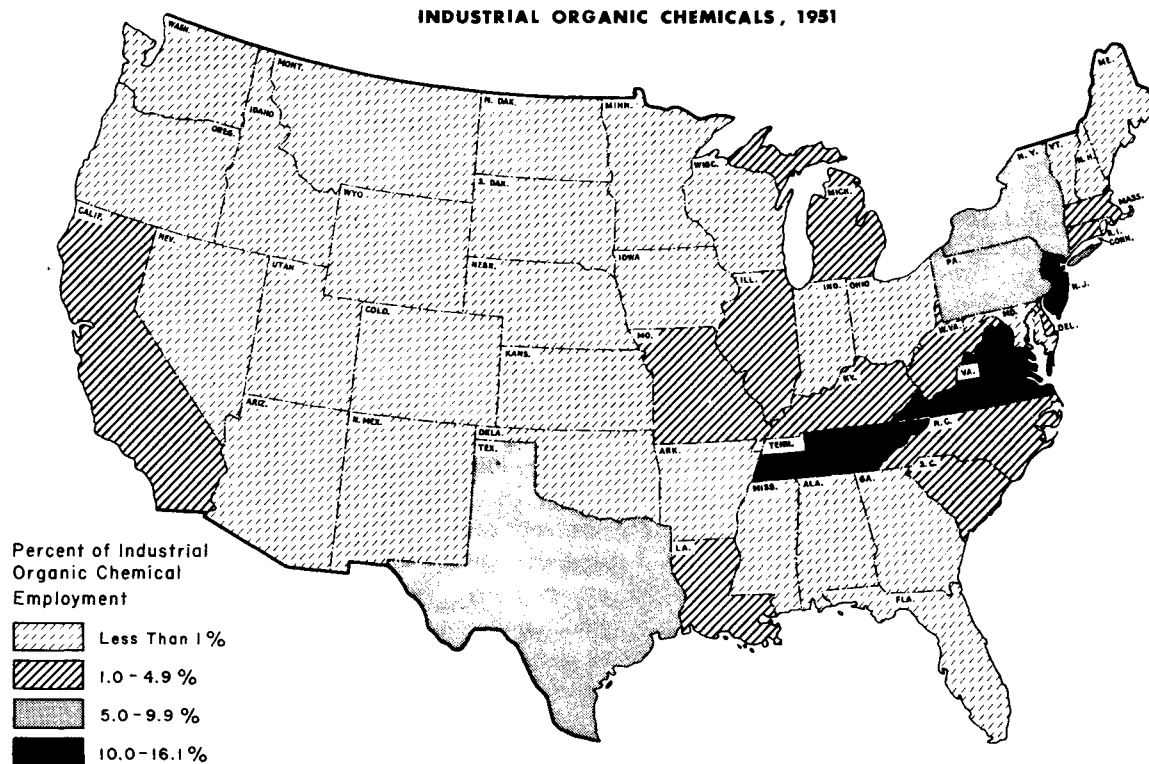 INDUSTRIAL ORGANIC CHEMICALS, 1951
WASH.
MONT.
N. DAK.
MINN.
ME.
IDAHO
OREG.
N. Y.
VT.
N. H.
WISC.
S. DAK.
MICH.
WYO
MASS.
CALIF.
R. I.
CONN.
NEV.
UTAH
NEBR.
IOWA
PA.
ILL.
IND.
OHIO
N. J.
COLO.
MO.
W. VA.
MD.
DEL.
KANS.
KY.
VA.
ARIZ.
N. MEX.
OKLA.
TEX.
ARK.
TENN.
N. C.
S. C.
MISS.
ALA.
GA.
LA.
FLA.
Percent of Industrial
Organic Chemical
Employment
Less Than 1%
1.0-4.9%
5.0-9.9%
10.0-16.1%